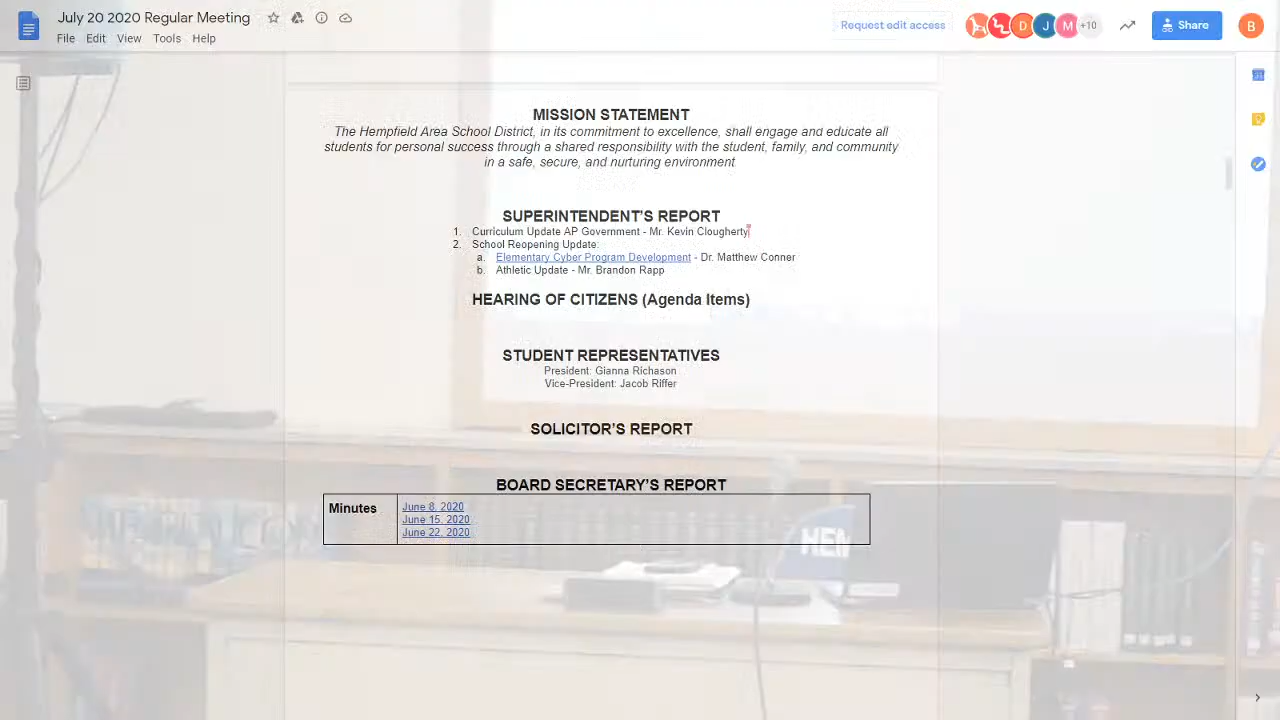 July 20 2020 Regular Meeting
File Edit View Tools Help
Request edit access
D J M +10
Share
B
MISSION STATEMENT
The Hempfield Area School District, in its commitment to excellence, shall engage and educate all
students for personal success through a shared responsibility with the student, family, and community
in a safe, secure, and nurturing environment
SUPERINTENDENT'S REPORT
1. Curriculum Update AP Government - Mr. Kevin Clougherty
2. School Reopening Update:
a. Elementary Cyber Program Development - Dr. Matthew Conner
b. Athletic Update - Mr. Brandon Rapp
HEARING OF CITIZENS (Agenda Items)
STUDENT REPRESENTATIVES
President: Gianna Richason
Vice-President: Jacob Riffer
SOLICITOR'S REPORT
BOARD SECRETARY'S REPORT
Minutes
June 8, 2020
June 15, 2020
June 22, 2020